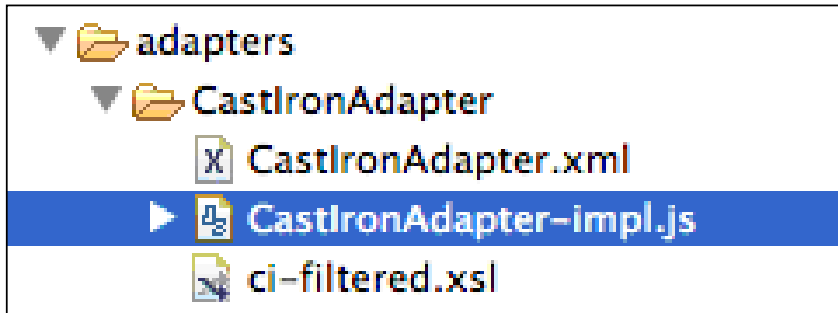 adapters
CastIronAdapter
CastIronAdapter.xml
CastIronAdapter-impl.js
ci-filtered.xsl